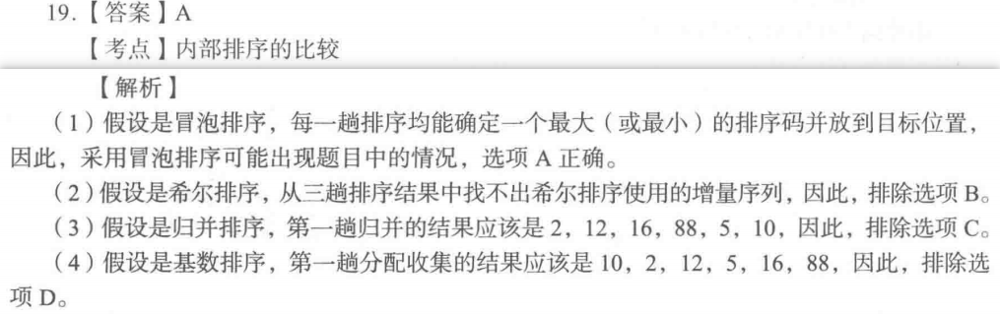 19.【答案】A
【考点】内部排序的比较
【解析】
（1）假设是冒泡排序，每一趟排序均能确定一个最大（或最小）的排序码并放到目标位置，
因此，采用冒泡排序可能出现题目中的情况，选项 A 正确。
（2）假设是希尔排序，从三趟排序结果中找不出希尔排序使用的增量序列，因此，排除选项 B。
（3）假设是归并排序，第一趟归并的结果应该是 2，12，16，88，5，10，因此，排除选项 C。
（4）假设是基数排序，第一趟分配收集的结果应该是 10，2，12，5，16，88，因此，排除选
项 D。